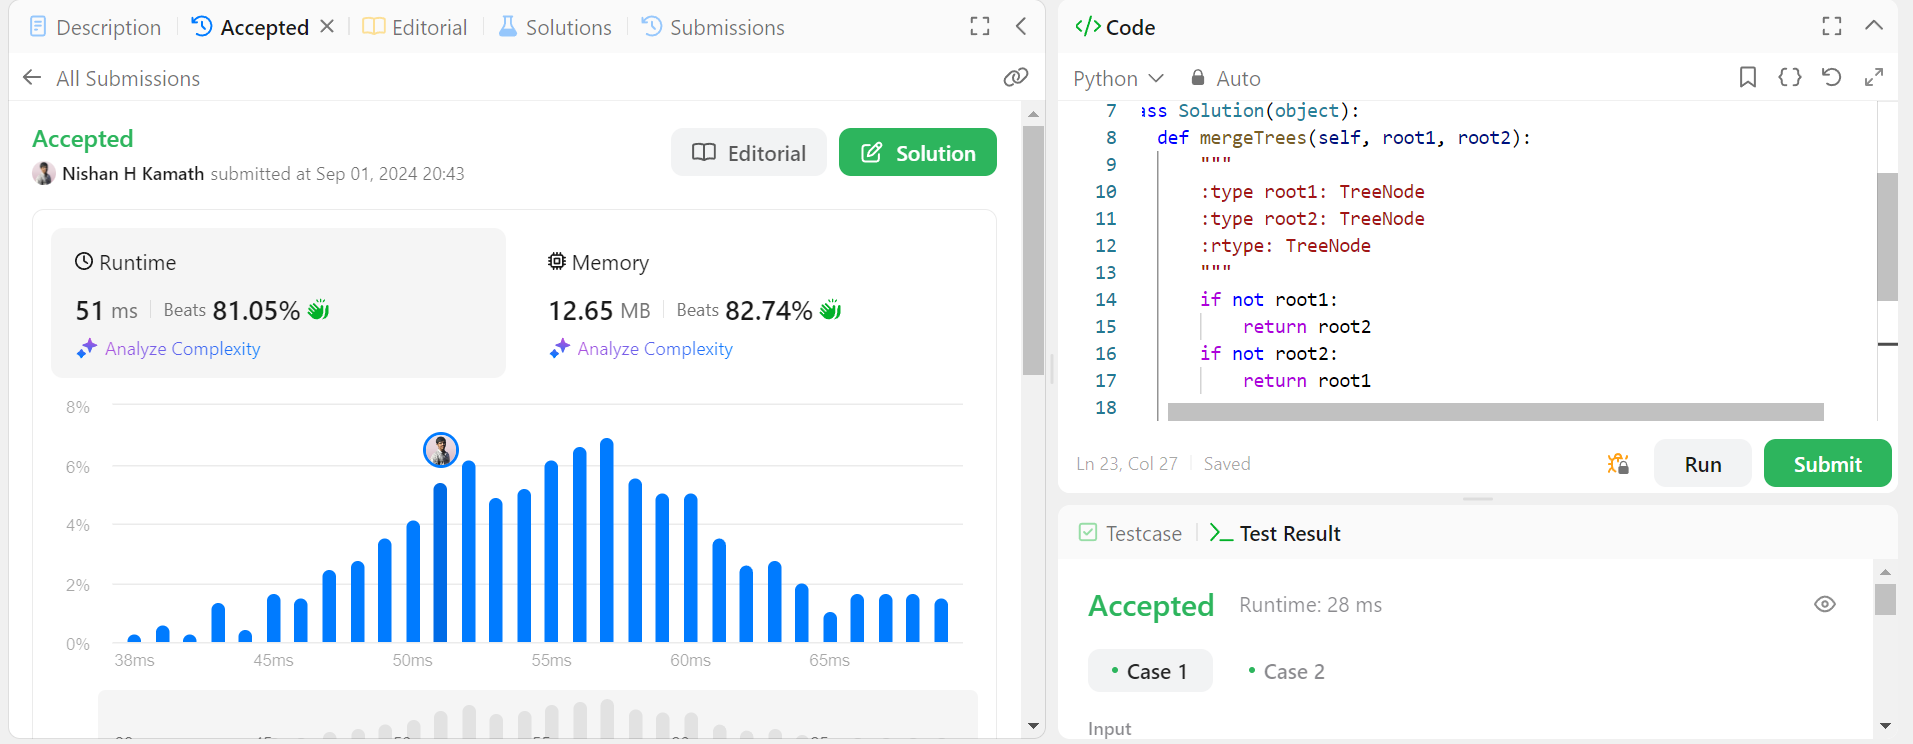 Description
Accepted
Editorial
Solutions
Submissions
All Submissions
Accepted
Nishan H Kamath submitted at Sep 01, 2024 20:43
Editorial
Solution
Runtime
51 ms
Beats 81.05%
Analyze Complexity
Memory
12.65 MB
Beats 82.74%
Analyze Complexity
8%
6%
4%
2%
0%
38ms 45ms 50ms 55ms 60ms 65ms
</> Code
Python
Auto
7 ass Solution(object):
8 def mergeTrees(self, root1, root2):
9 """
10 :type root1: TreeNode
11 :type root2: TreeNode
12 :rtype: TreeNode
13 """
14 if not root1:
15 return root2
16 if not root2:
17 return root1
18
Ln 23, Col 27
Saved
Run
Submit
Testcase
Test Result
Accepted
Runtime: 28 ms
Case 1
Case 2
Input